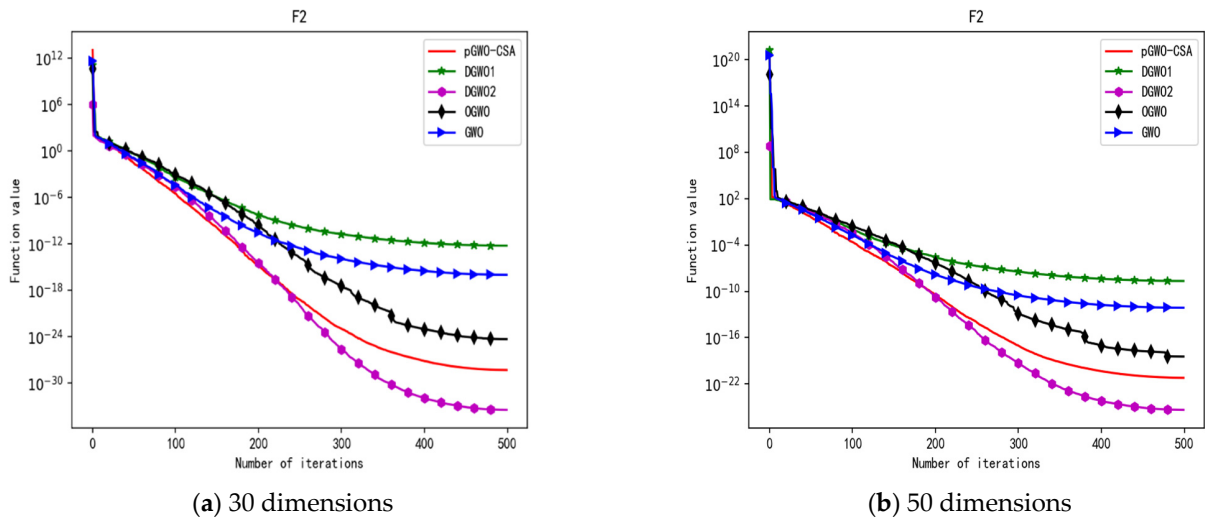 F2
pGWO-CSA
DGWO1
DGWO2
OGWO
GWO
10^12
10^6
10^0
10^-6
10^-12
10^-18
10^-24
10^-30
Function value
0 100 200 300 400 500
Number of iterations
(a) 30 dimensions
F2
pGWO-CSA
DGWO1
DGWO2
OGWO
GWO
10^20
10^14
10^8
10^2
10^-4
10^-10
10^-16
10^-22
Function value
0 100 200 300 400 500
Number of iterations
(b) 50 dimensions